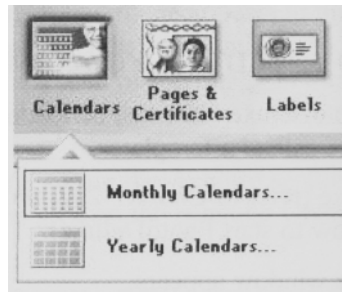 Calendars
Pages &
Certificates
Labels
Monthly Calendars...
Yearly Calendars...